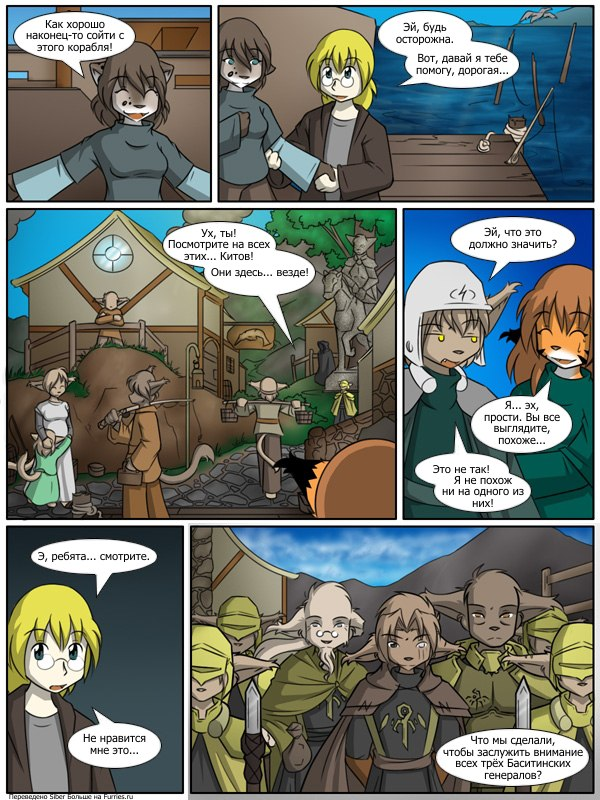 Как хорошо
наконец-то сойти с
этого корабля!
Эй, будь
осторожна.
Вот, давай я тебе
помогу, дорогая...
Ух, ты!
Посмотрите на всех
этих... Китов!
Они здесь... везде!
Эй, что это
должно значить?
Я... эх,
прости. Вы все
выглядите,
похоже...
Это не так!
Я не похож
ни на одного из
них!
Э, ребята... смотрите.
Не нравится
мне это...
Что мы сделали,
чтобы заслужить внимание
всех трёх Баситинских
генералов?
Переведено Siber Больше на Furries.ru